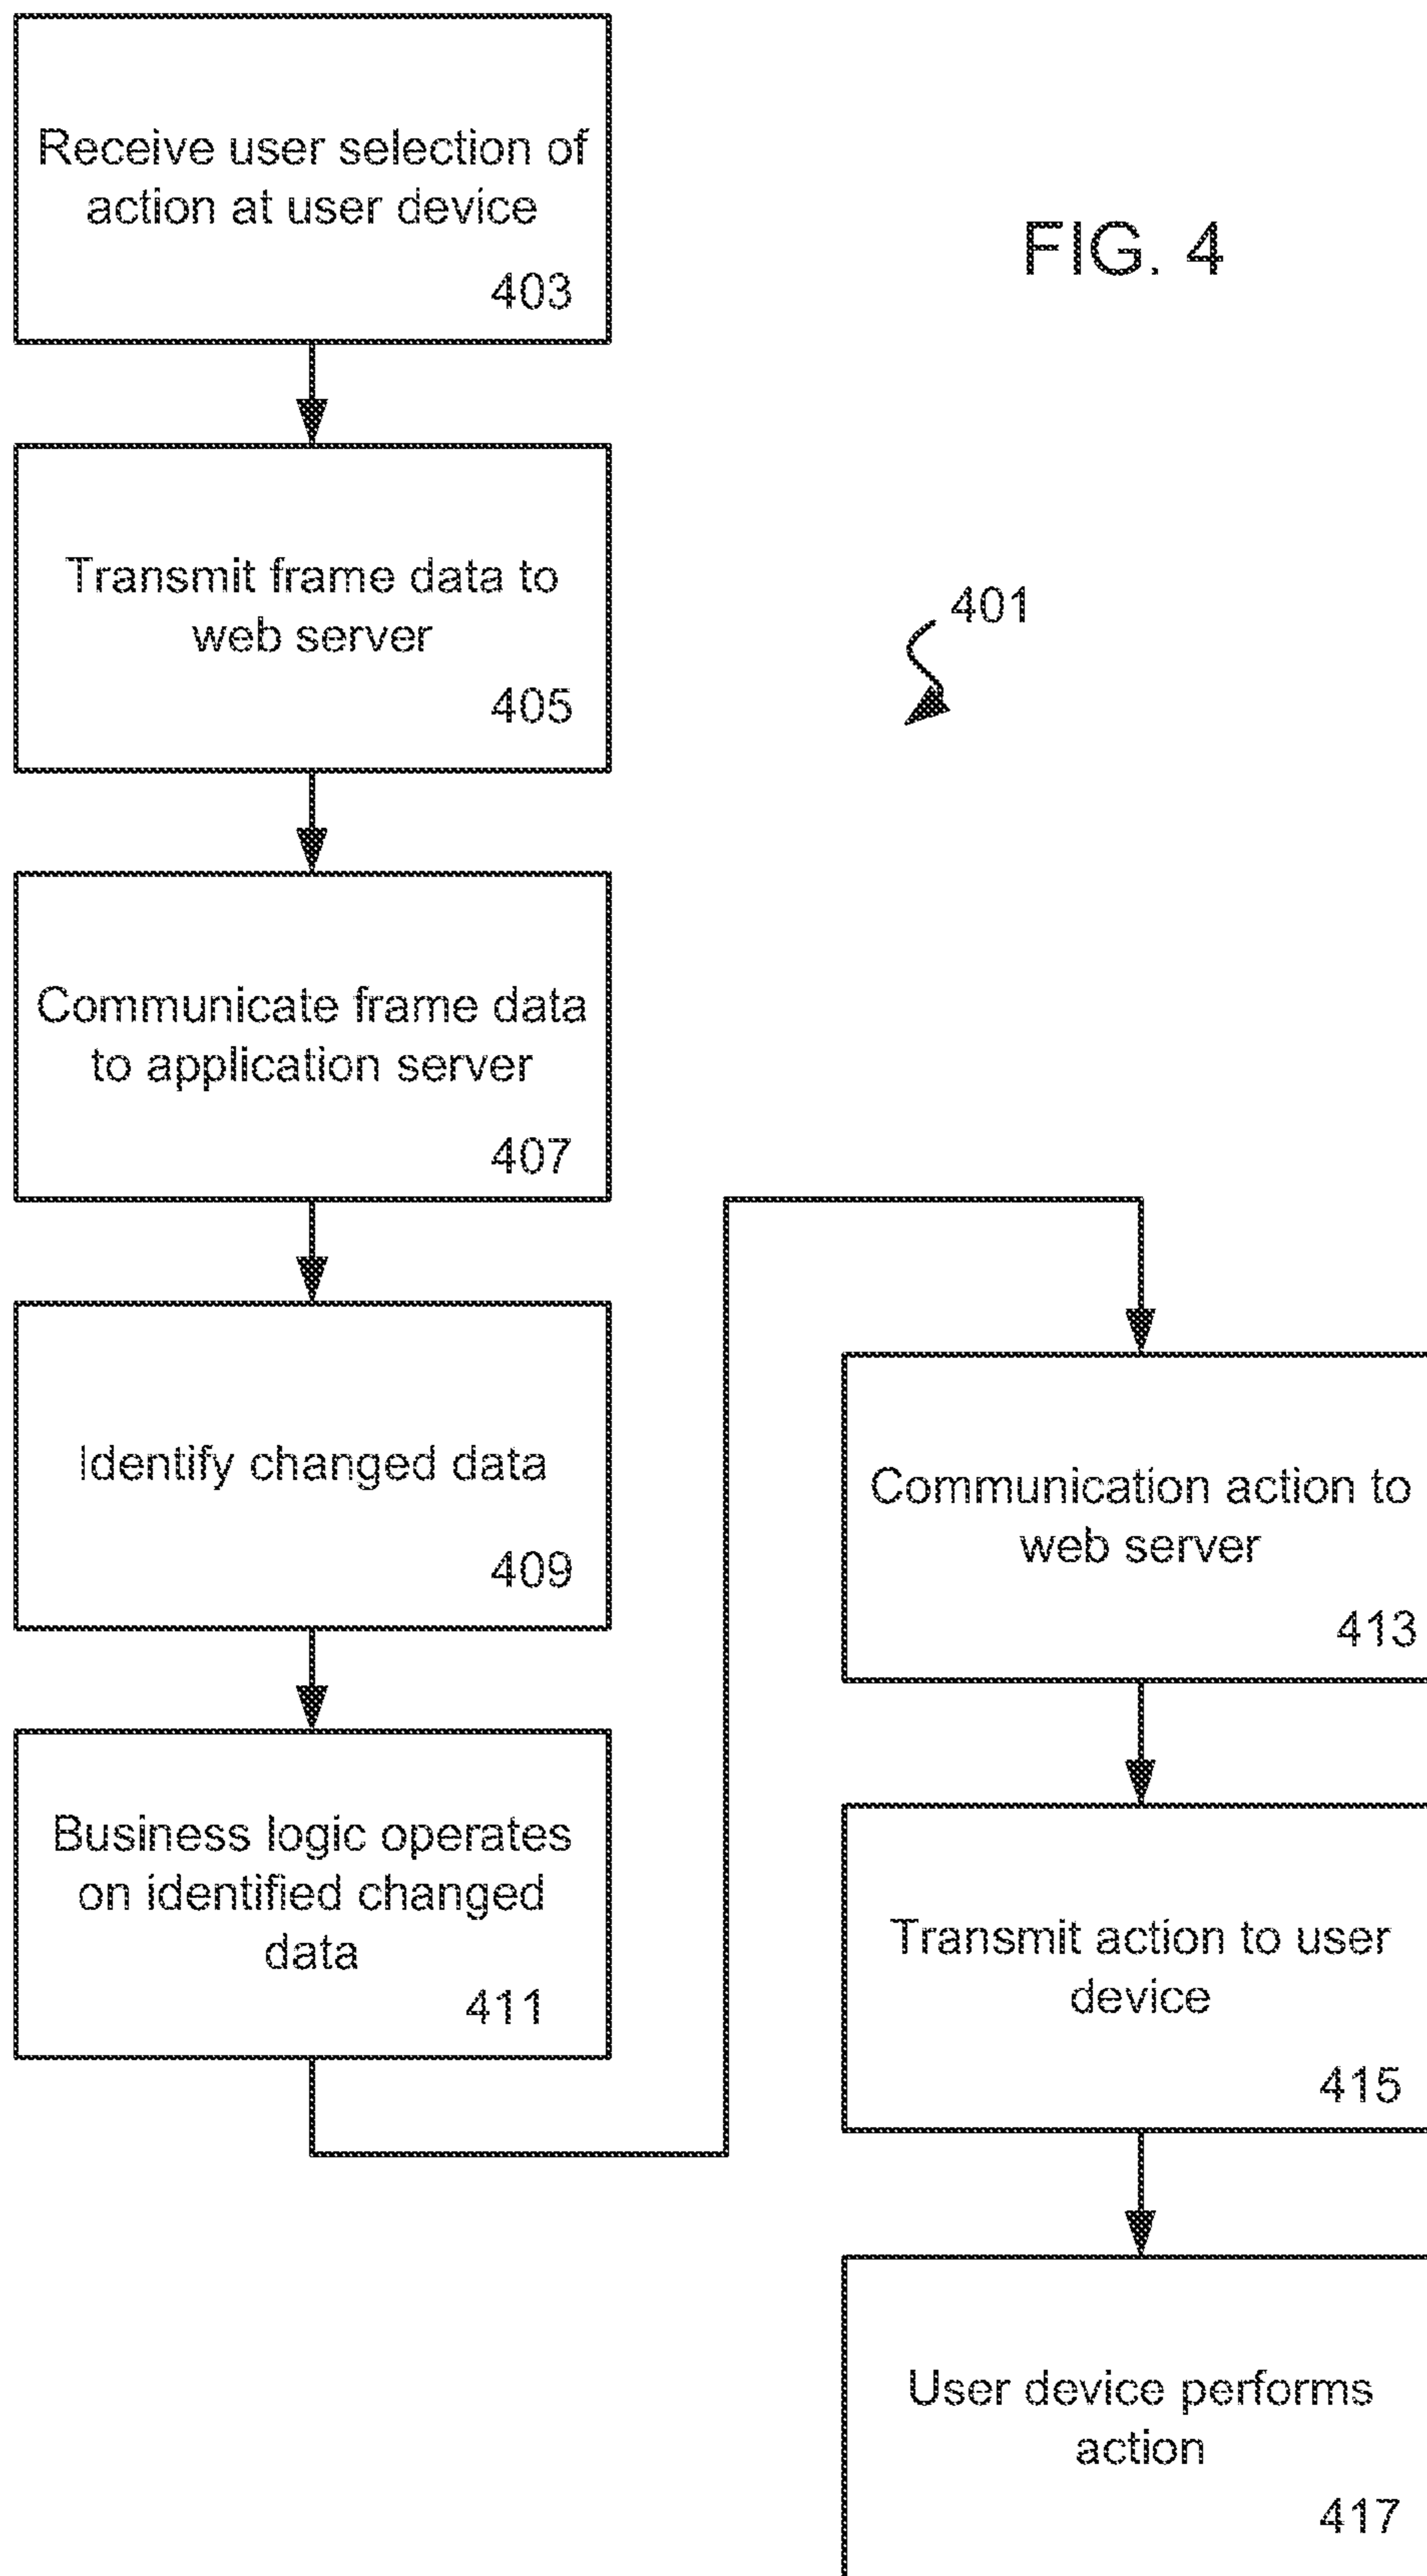 Receive user selection of
action at user device
403
FIG. 4
Transmit frame data to
web server
405
401
Communicate frame data
to application server
407
Identify changed data
409
Business logic operates
on identified changed
data
411
Communication action to
web server
413
Transmit action to user
device
415
User device performs
action
417